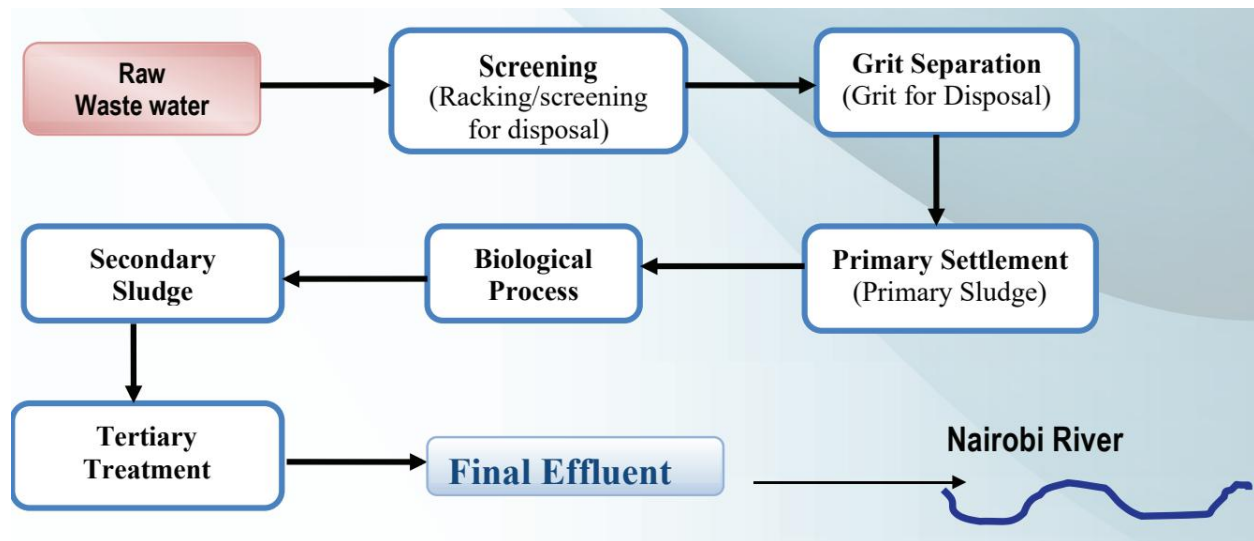 Raw
Waste water
Screening
(Racking/screening
for disposal)
Grit Separation
(Grit for Disposal)
Secondary
Sludge
Biological
Process
Primary Settlement
(Primary Sludge)
Tertiary
Treatment
Final Effluent
Nairobi River